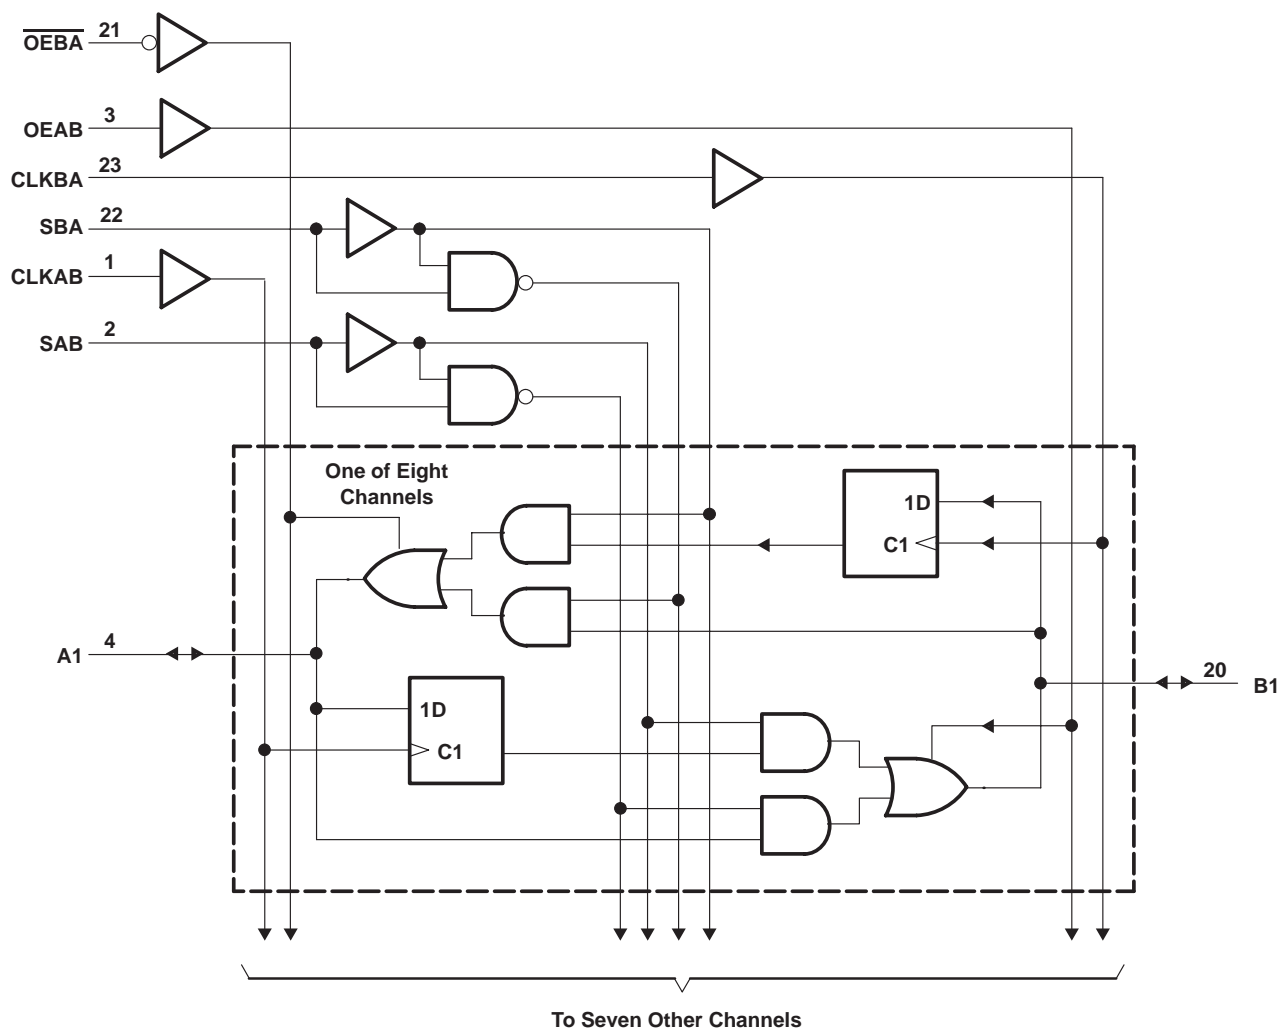 OEBA 21
OEAB 3
CLKBA 23
SBA 22
CLKAB 1
SAB 2
One of Eight
Channels
1D
C1
A1 4
1D
C1
20 B1
To Seven Other Channels